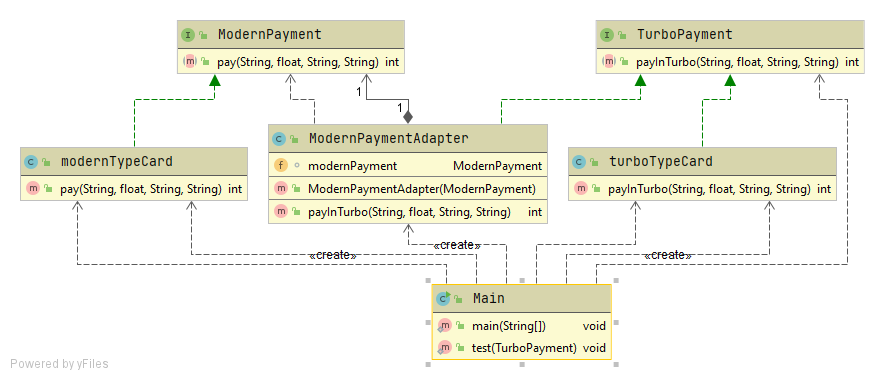 ModernPayment
pay(String, float, String, String) int
TurboPayment
payInTurbo(String, float, String, String) int
1
1
ModernPaymentAdapter
modernPayment ModernPayment
ModernPaymentAdapter(ModernPayment)
payInTurbo(String, float, String, String) int
modernTypeCard
pay(String, float, String, String) int
turboTypeCard
payInTurbo(String, float, String, String) int
«create»
«create»
«create»
Main
main(String[]) void
test(TurboPayment) void
Powered by yFiles